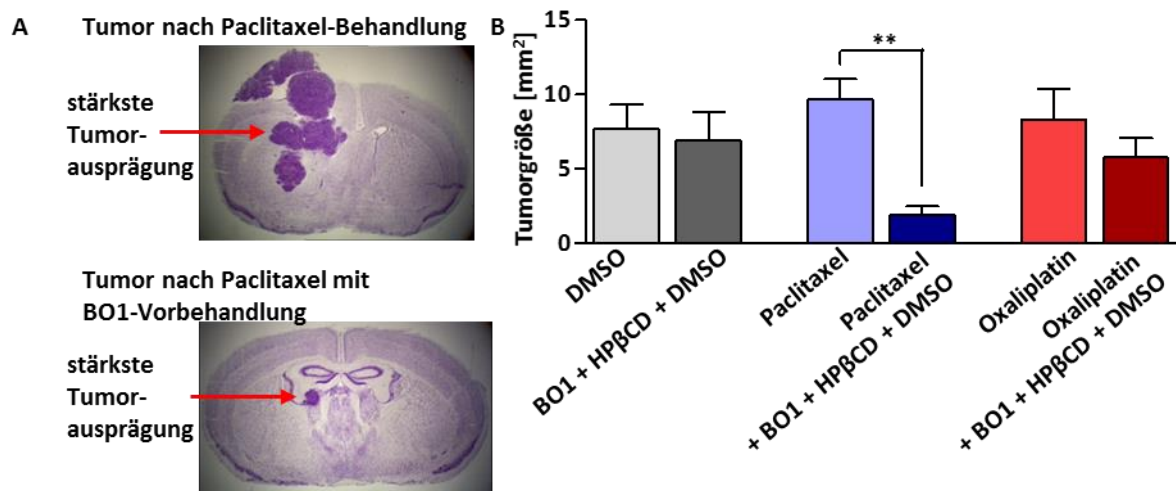 A
Tumor nach Paclitaxel-Behandlung
stärkste
Tumor-
ausprägung
Tumor nach Paclitaxel mit
BO1-Vorbehandlung
stärkste
Tumor-
ausprägung
B
Tumorgröße [mm²]
15
10
5
0
**
DMSO
BO1 + HPβCD + DMSO
Paclitaxel
Paclitaxel
+ BO1 + HPβCD + DMSO
Oxaliplatin
Oxaliplatin
+ BO1 + HPβCD + DMSO